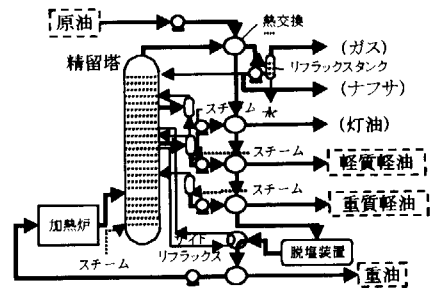 原油
熱交換
(ガス)
精留塔
リフラックスタンク
(ナフサ)
水
スチーム
(灯油)
スチーム
軽質軽油
スチーム
重質軽油
加熱炉
サイド
リフラックス
脱塩装置
スチーム
重油